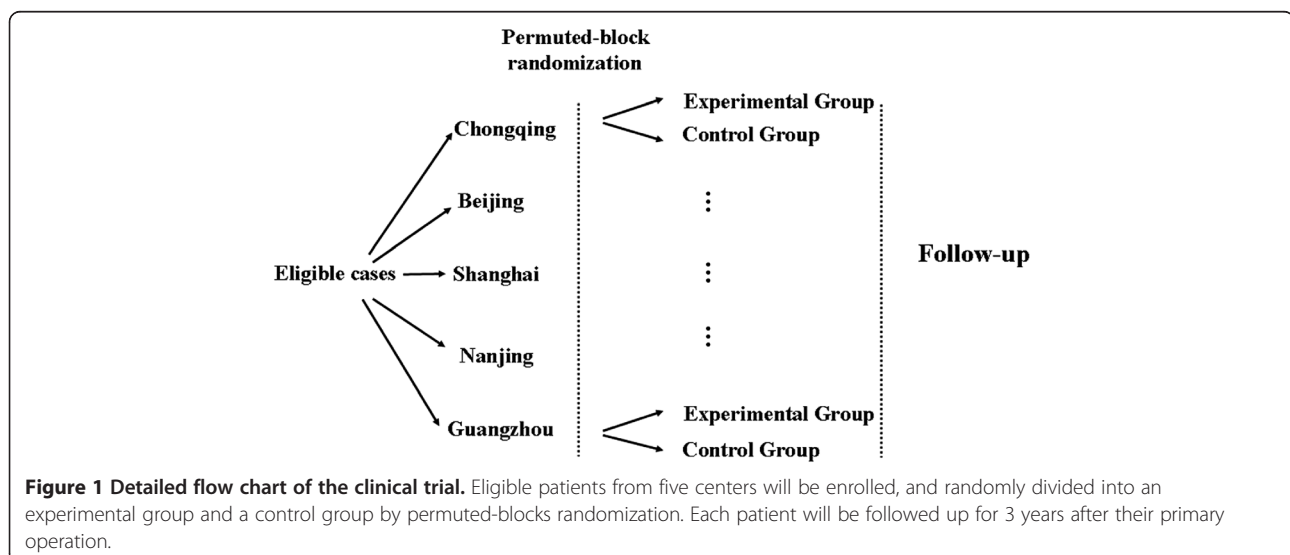 Permuted-block
randomization
Experimental Group
Chongqing
Control Group
Beijing
Follow-up
Eligible cases
Shanghai
Nanjing
Experimental Group
Guangzhou
Control Group
Figure 1 Detailed flow chart of the clinical trial. Eligible patients from five centers will be enrolled, and randomly divided into an
experimental group and a control group by permuted-blocks randomization. Each patient will be followed up for 3 years after their primary
operation.